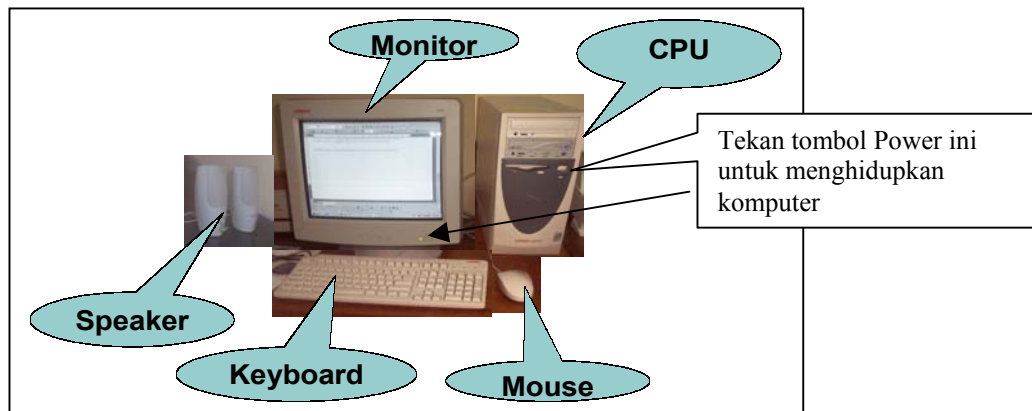 Monitor
CPU
Tekan tombol Power ini
untuk menghidupkan
komputer
Speaker
Keyboard
Mouse